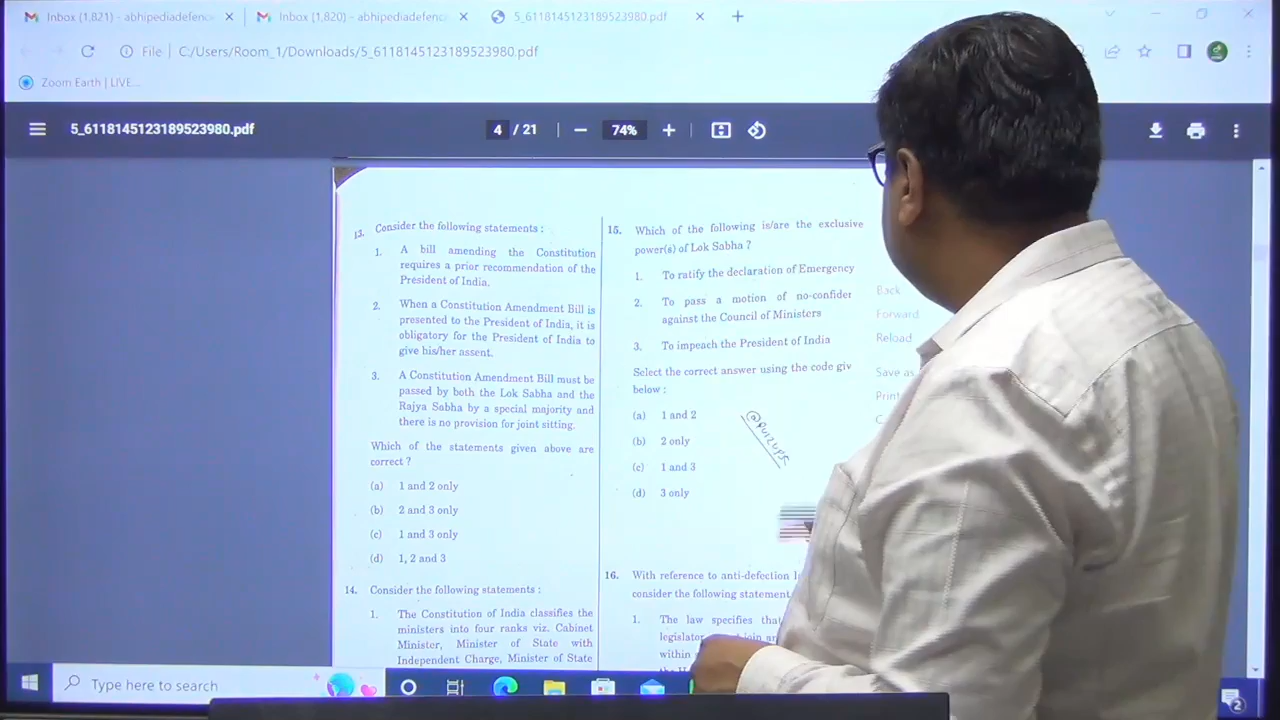 Inbox (1,821) - abhipediadefenc
Inbox (1,820) - abhipediadefenc
5_6118145123189523980.pdf
File
C:/Users/Room_1/Downloads/5_6118145123189523980.pdf
Zoom Earth | LIVE...
5_6118145123189523980.pdf
4 / 21
74%
13. Consider the following statements :
1. A bill amending the Constitution
requires a prior recommendation of the
President of India.
2. When a Constitution Amendment Bill is
presented to the President of India, it is
obligatory for the President of India to
give his/her assent.
3. A Constitution Amendment Bill must be
passed by both the Lok Sabha and the
Rajya Sabha by a special majority and
there is no provision for joint sitting.
Which of the statements given above are
correct ?
(a) 1 and 2 only
(b) 2 and 3 only
(c) 1 and 3 only
(d) 1, 2 and 3
14. Consider the following statements :
1. The Constitution of India classifies the
ministers into four ranks viz. Cabinet
Minister, Minister of State with
Independent Charge, Minister of State
15. Which of the following is/are the exclusive
power(s) of Lok Sabha ?
1. To ratify the declaration of Emergency
2. To pass a motion of no-confider
against the Council of Ministers
3. To impeach the President of India
Select the correct answer using the code giv
below :
(a) 1 and 2
(b) 2 only
(c) 1 and 3
(d) 3 only
16. With reference to anti-defection
consider the following statement
1. The law specifies that
legislator join
within
Back
Forward
Reload
Save as
Print
Type here to search
2